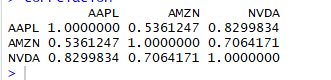 AAPL AMZN NVDA
AAPL 1.0000000 0.5361247 0.8299834
AMZN 0.5361247 1.0000000 0.7064171
NVDA 0.8299834 0.7064171 1.0000000
>